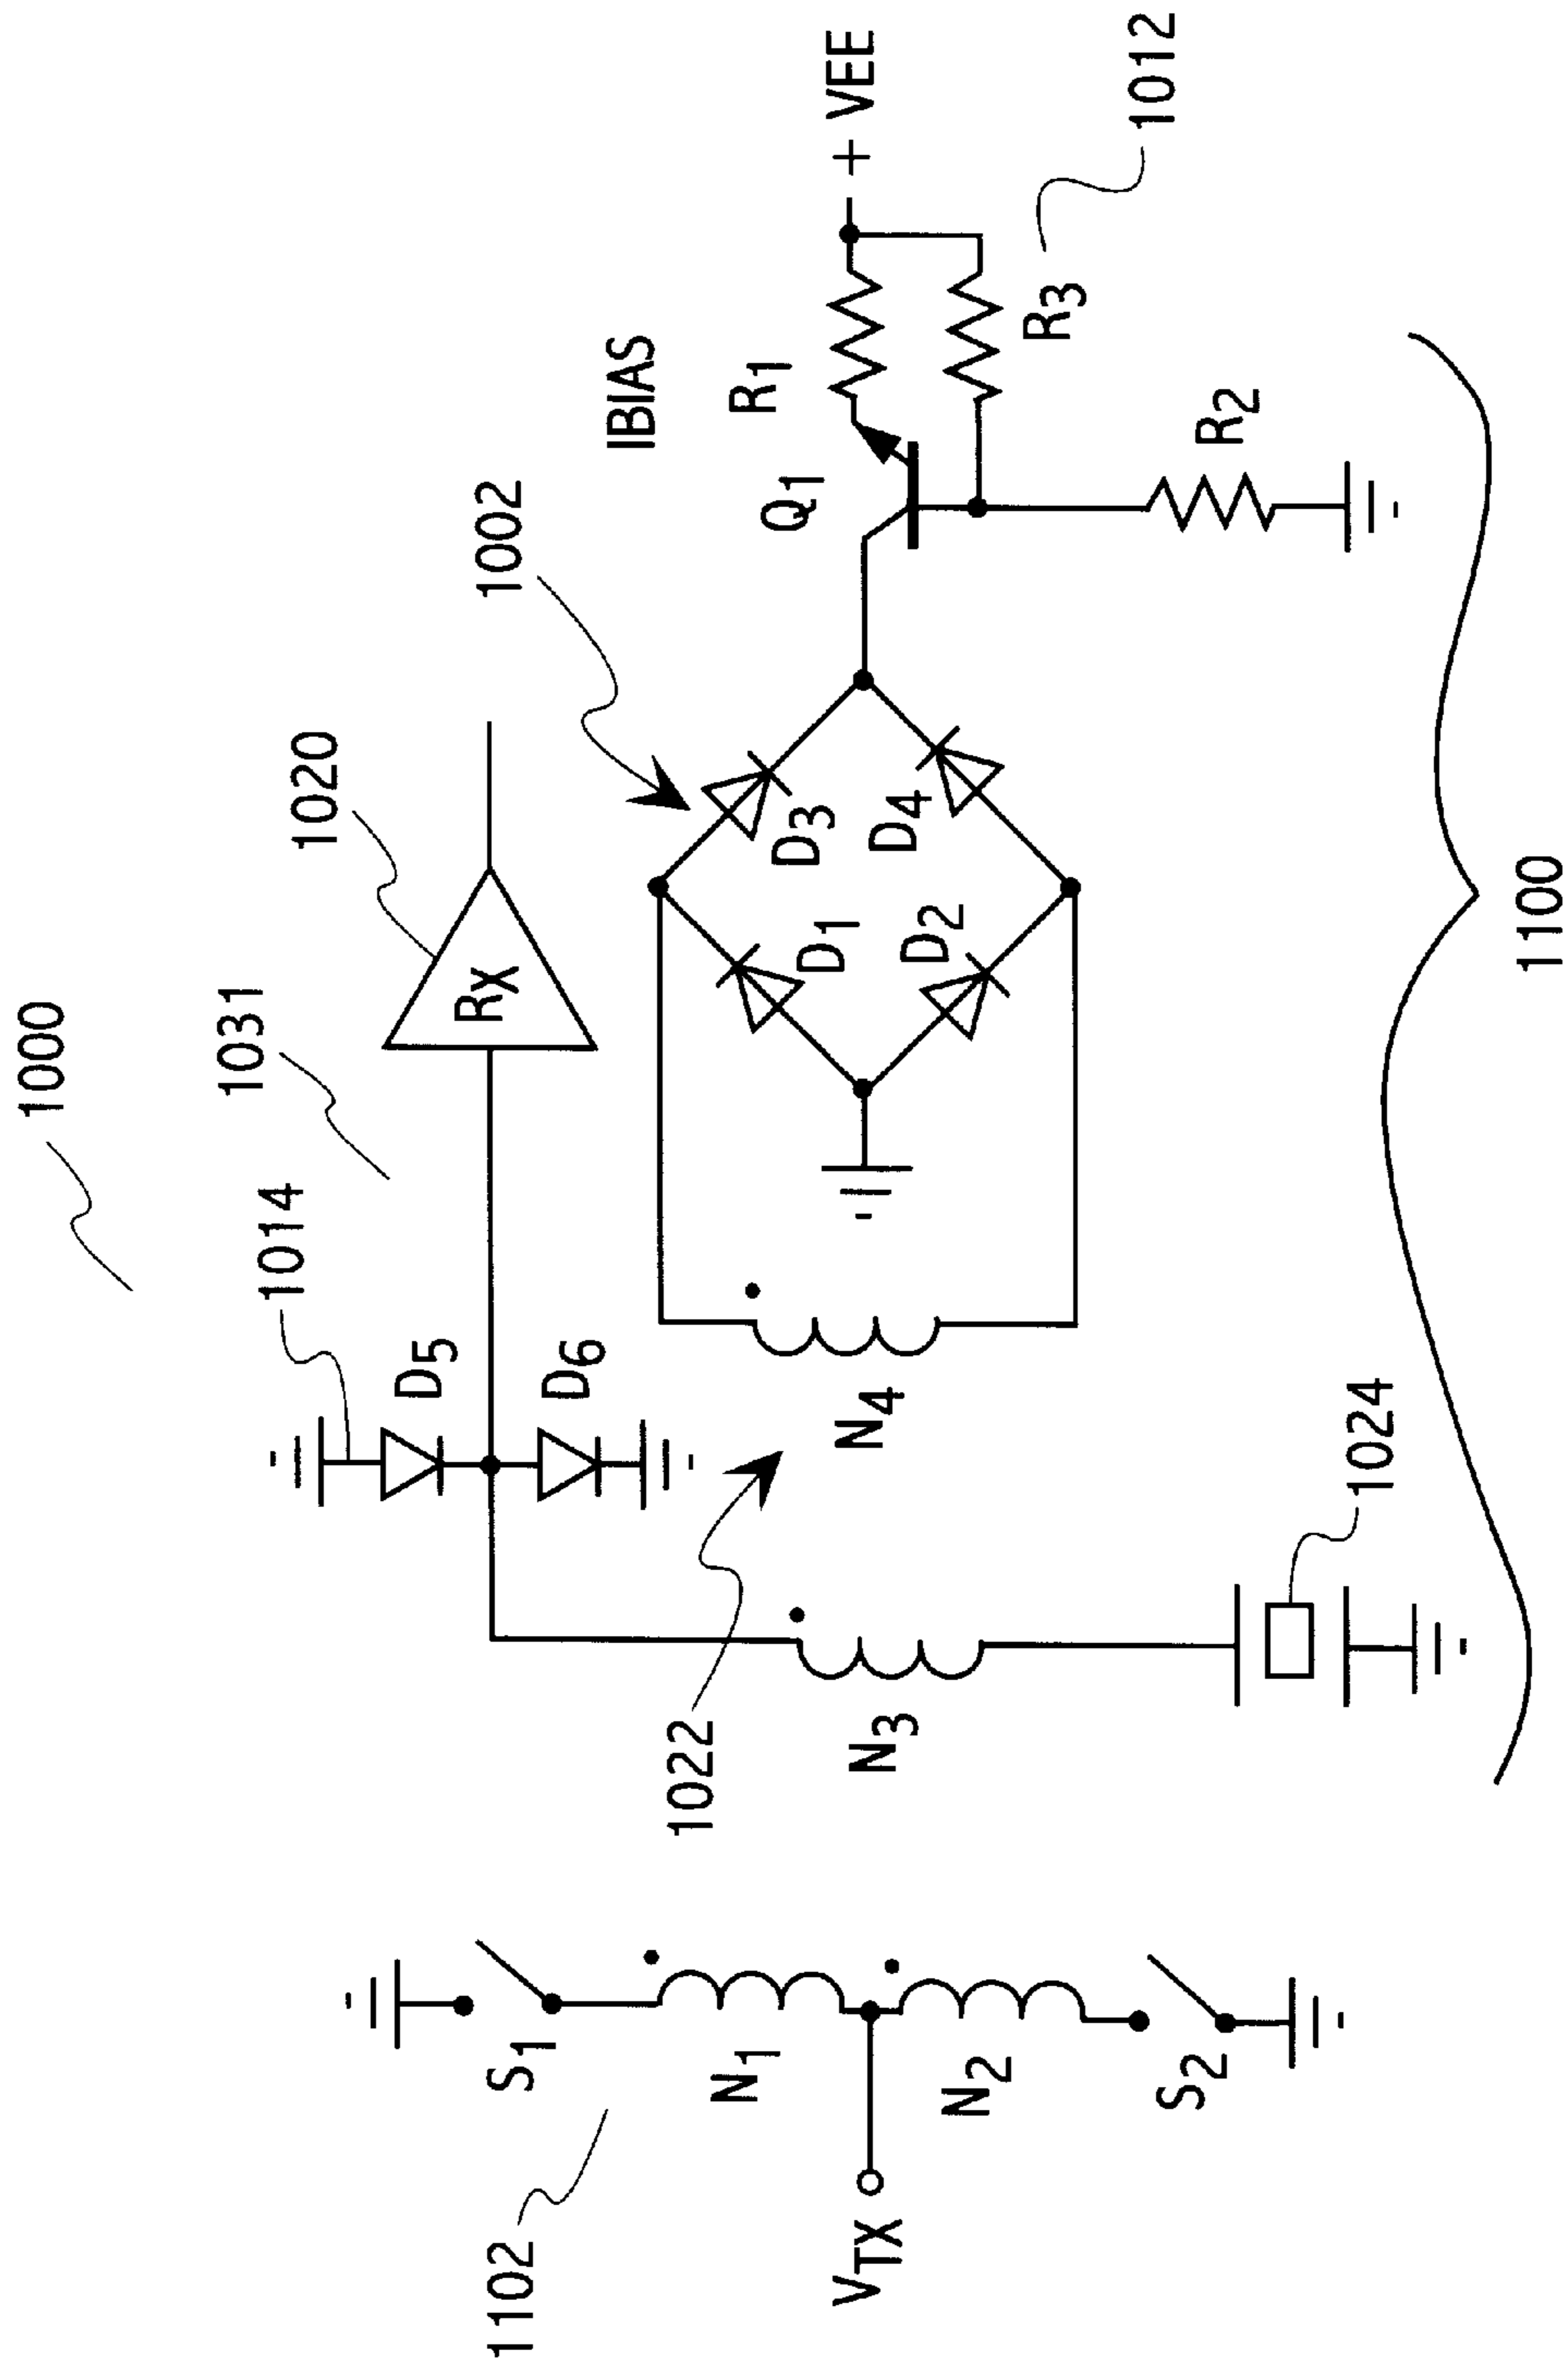 1000
1031
1014
1020
Rx
D5
D6
1002
IBIAS
R1
Q1
+ VEE
R3
1012
R2
D3
D4
D1
D2
N4
1022
N3
1024
1100
1102
S1
N1
VTX
N2
S2